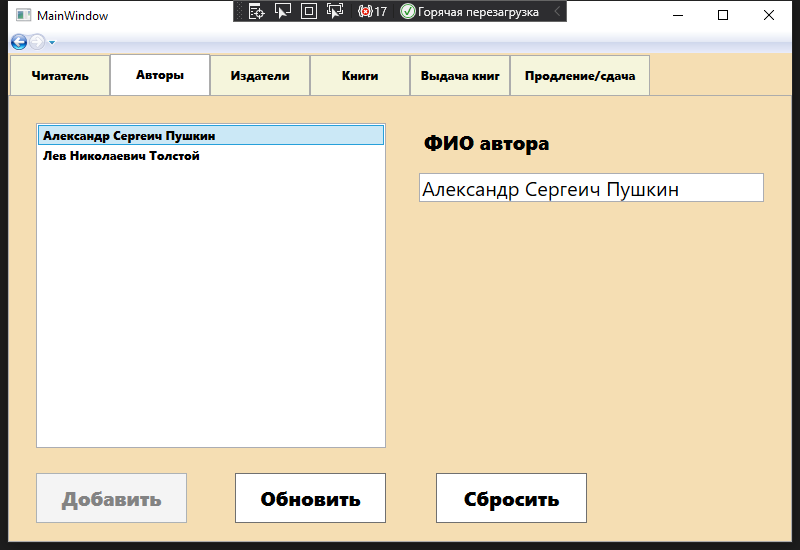 MainWindow
17
Горячая перезагрузка
Читатель
Авторы
Издатели
Книги
Выдача книг
Продление/сдача
Александр Сергеич Пушкин
Лев Николаевич Толстой
ФИО автора
Александр Сергеич Пушкин
Добавить
Обновить
Сбросить